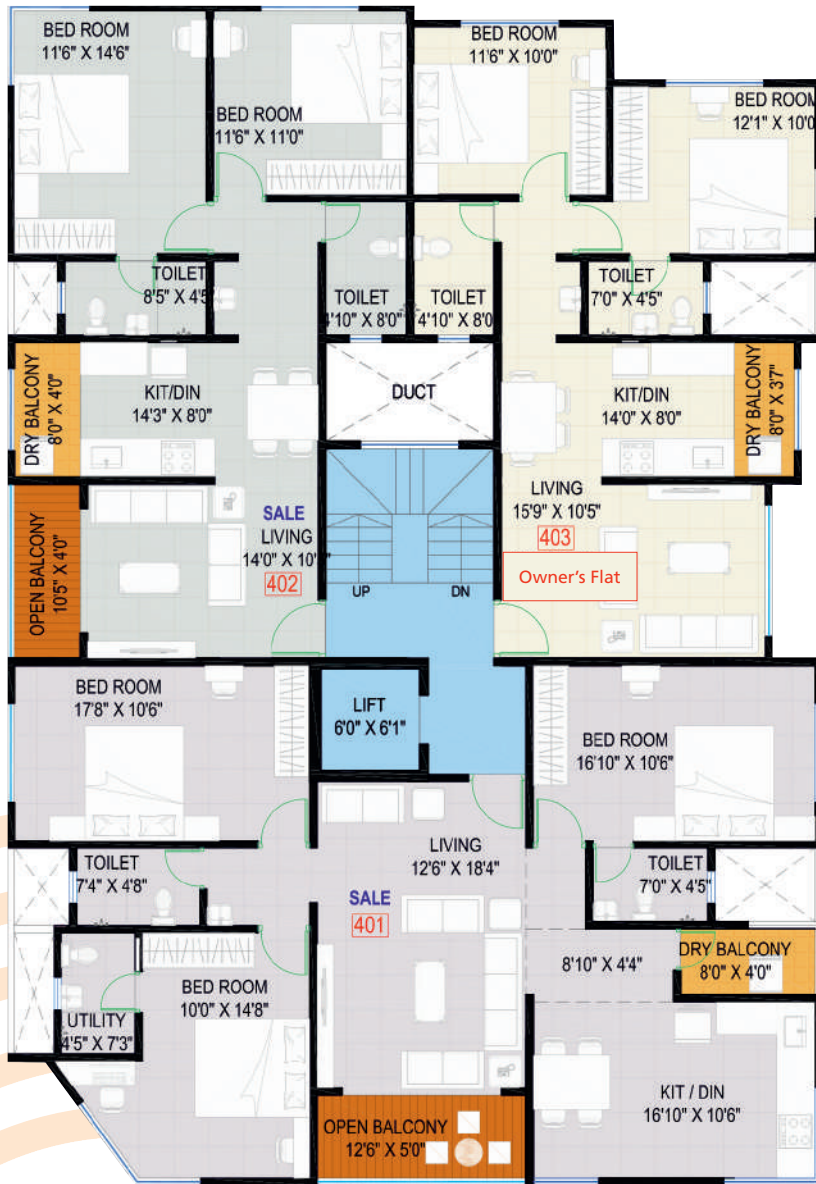 BED ROOM
11'6" X 14'6"
BED ROOM
11'6" X 11'0"
BED ROOM
11'6" X 10'0"
BED ROOM
12'1" X 10'0
TOILET
8'5" X 4'5
TOILET
4'10" X 8'0"
TOILET
4'10" X 8'0
TOILET
7'0" X 4'5"
DRY BALCONY
8'0" X 4'0"
KIT/DIN
14'3" X 8'0"
DUCT
KIT/DIN
14'0" X 8'0"
DRY BALCONY
8'0" X 3'7"
OPEN BALCONY
10'5" X 4'0"
SALE
LIVING
14'0" X 10'
402
UP
DN
LIVING
15'9" X 10'5"
403
Owner's Flat
BED ROOM
17'8" X 10'6"
LIFT
6'0" X 6'1"
BED ROOM
16'10" X 10'6"
TOILET
7'4" X 4'8"
LIVING
12'6" X 18'4"
SALE
401
TOILET
7'0" X 4'5"
8'10" X 4'4"
DRY BALCONY
8'0" X 4'0"
BED ROOM
10'0" X 14'8"
UTILITY
4'5" X 7'3"
KIT / DIN
16'10" X 10'6"
OPEN BALCONY
12'6" X 5'0"